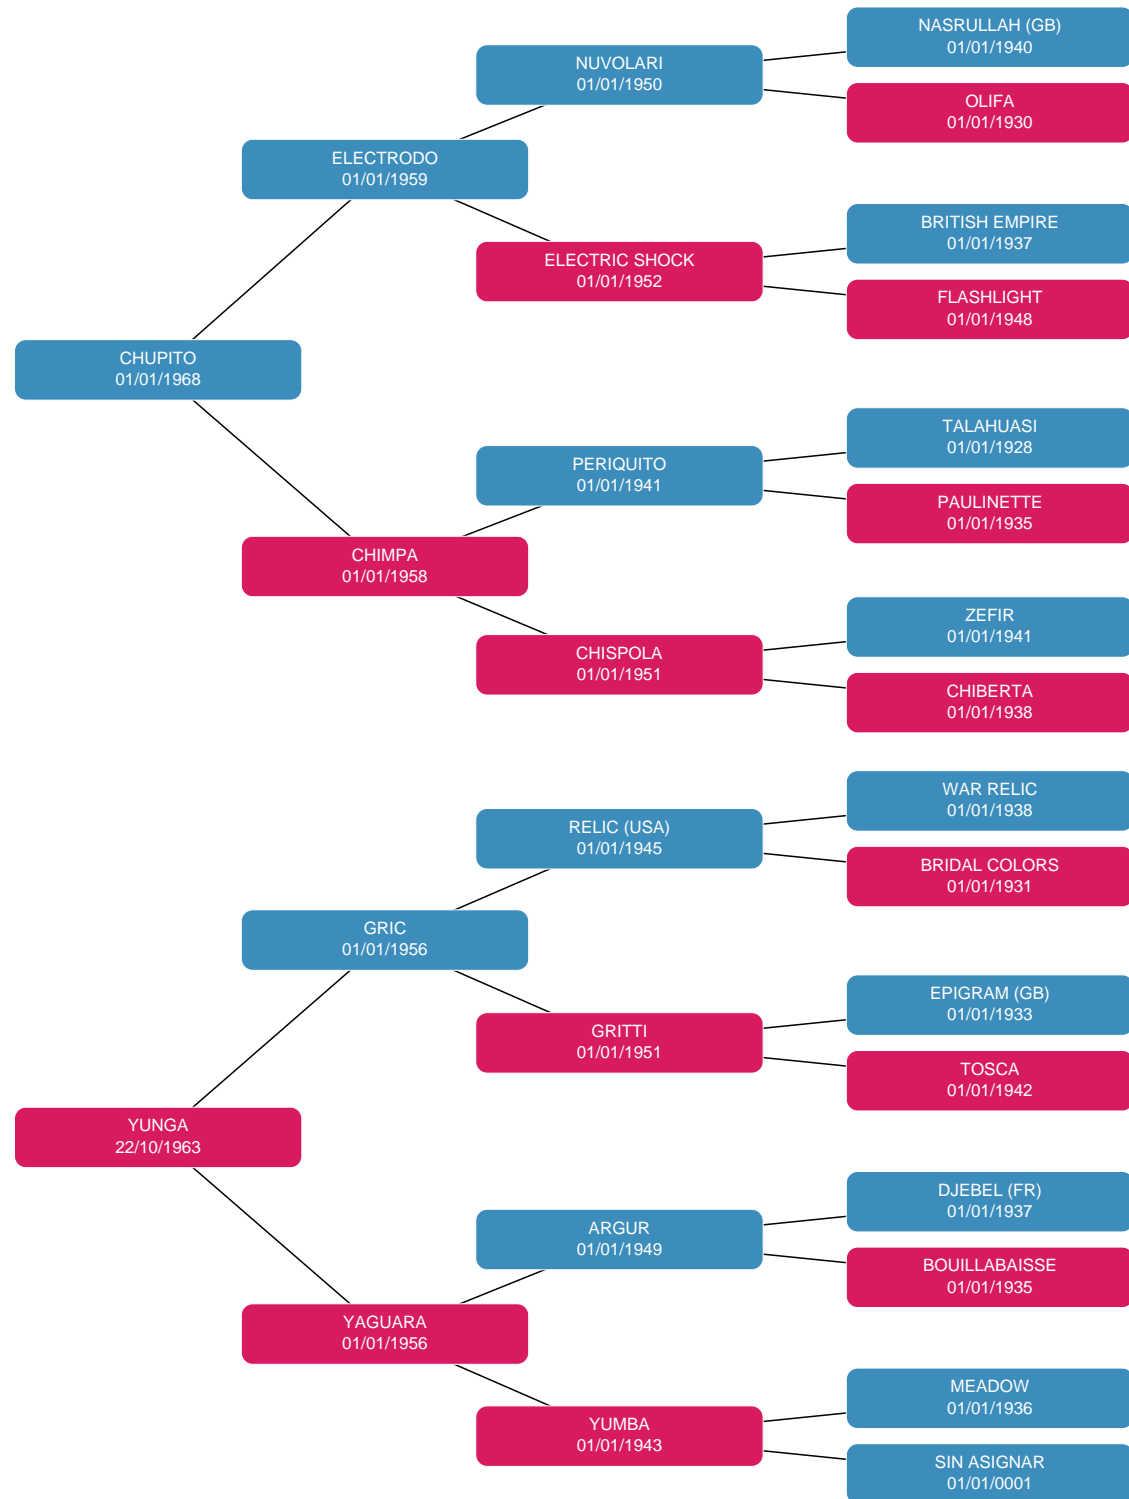 NASRULLAH (GB)
01/01/1940
NUVOLARI
01/01/1950
OLIFA
01/01/1930
ELECTRODO
01/01/1959
BRITISH EMPIRE
01/01/1937
ELECTRIC SHOCK
01/01/1952
FLASHLIGHT
01/01/1948
CHUPITO
01/01/1968
TALAHUASI
01/01/1928
PERIQUITO
01/01/1941
PAULINETTE
01/01/1935
CHIMPA
01/01/1958
ZEFIR
01/01/1941
CHISPOLA
01/01/1951
CHIBERTA
01/01/1938
WAR RELIC
01/01/1938
RELIC (USA)
01/01/1945
BRIDAL COLORS
01/01/1931
GRIC
01/01/1956
EPIGRAM (GB)
01/01/1933
GRITTI
01/01/1951
TOSCA
01/01/1942
YUNGA
22/10/1963
DJEBEL (FR)
01/01/1937
ARGUR
01/01/1949
BOUILLABAISSE
01/01/1935
YAGUARA
01/01/1956
MEADOW
01/01/1936
YUMBA
01/01/1943
SIN ASIGNAR
01/01/0001